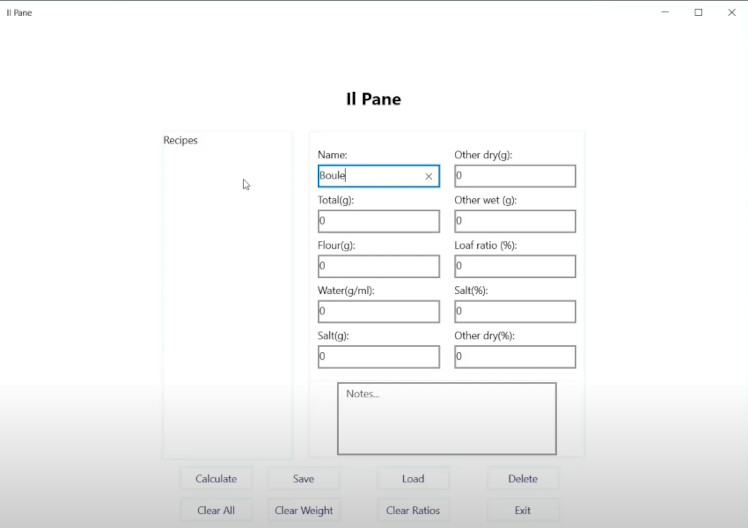 Il Pane
Il Pane
Recipes
Name:
Boule
Total(g):
0
Flour(g):
0
Water(g/ml):
0
Salt(g):
0
Other dry(g):
0
Other wet (g):
0
Loaf ratio (%):
0
Salt(%):
0
Other dry(%):
0
Notes...
Calculate Save Load Delete
Clear All Clear Weight Clear Ratios Exit